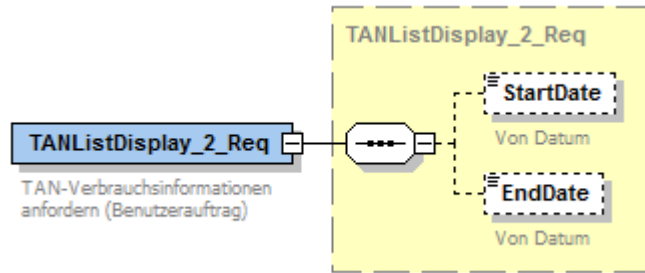 TANListDisplay_2_Req
StartDate
Von Datum
TANListDisplay_2_Req
TAN-Verbrauchsinformationen
anfordern (Benutzerauftrag)
EndDate
Von Datum